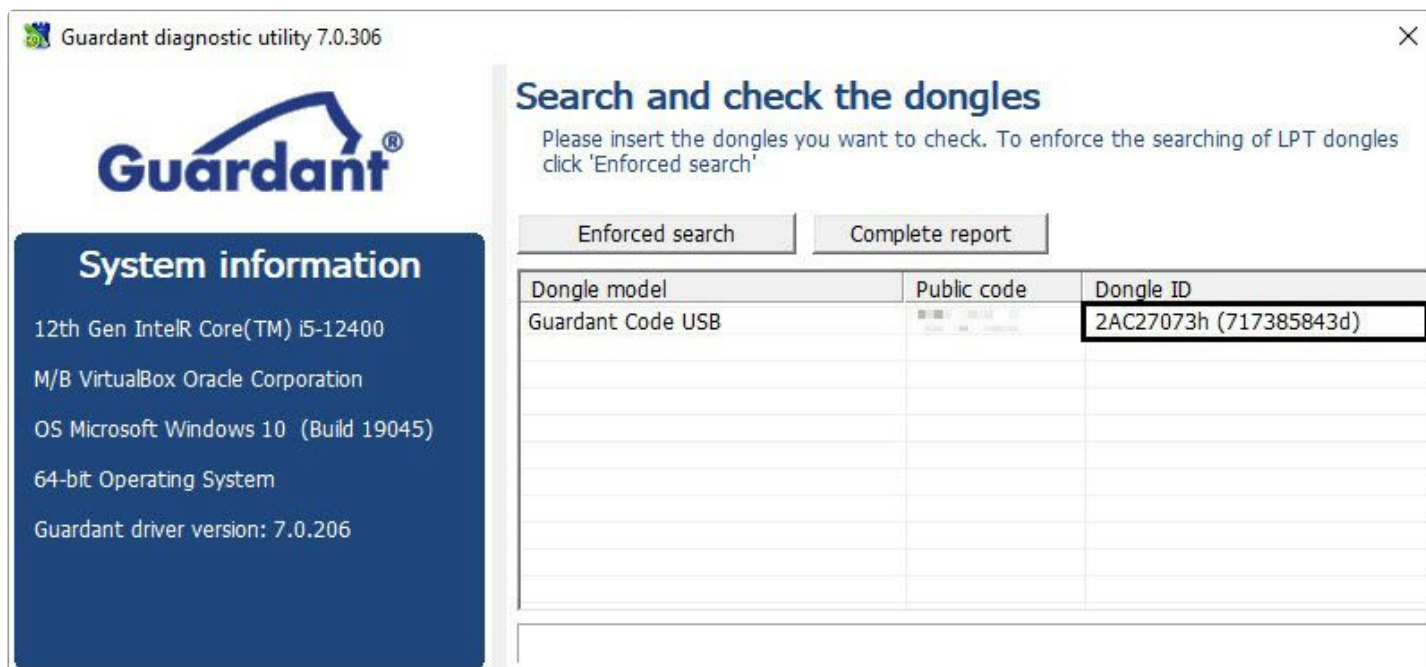 Guardant diagnostic utility 7.0.306
Guardant®
System information
12th Gen IntelR Core(TM) i5-12400
M/B VirtualBox Oracle Corporation
OS Microsoft Windows 10 (Build 19045)
64-bit Operating System
Guardant driver version: 7.0.206
Search and check the dongles
Please insert the dongles you want to check. To enforce the searching of LPT dongles
click 'Enforced search'
Enforced search Complete report
Dongle model Public code Dongle ID
Guardant Code USB 2AC27073h (717385843d)